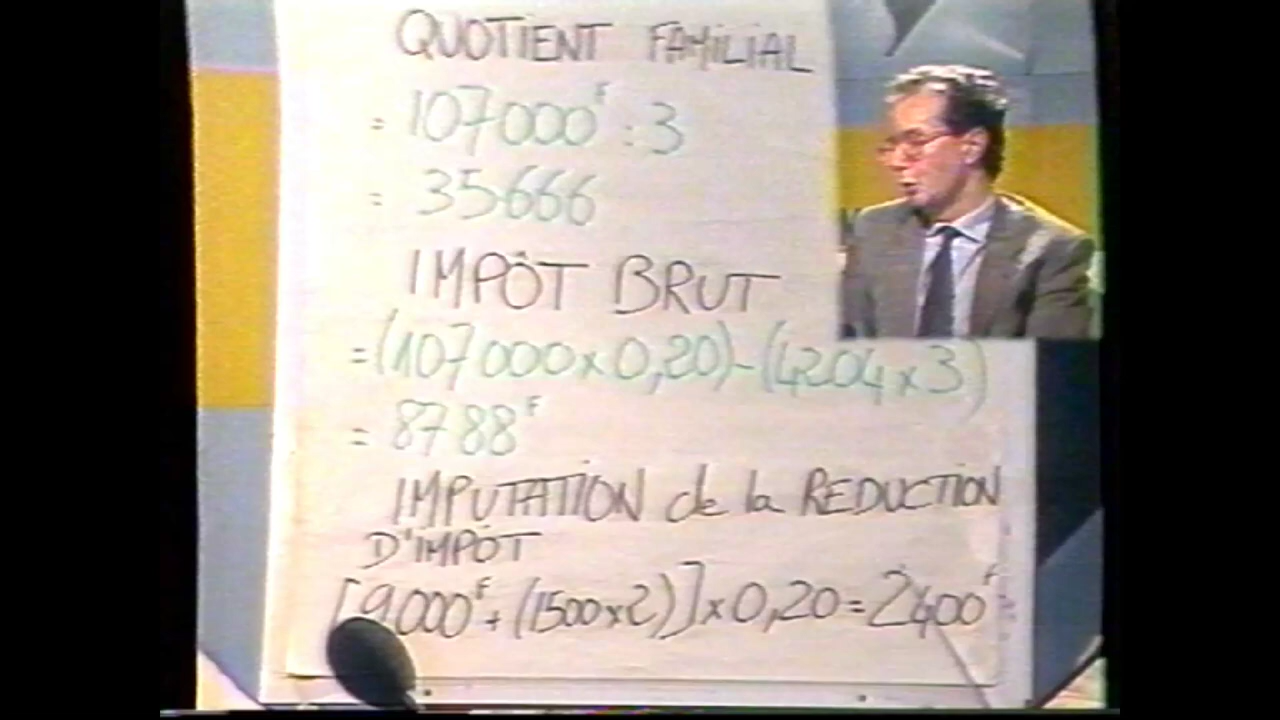 QUOTIENT FAMILIAL
= 107000F : 3
= 35666
IMPÔT BRUT
= (107000 x 0,20) - (4204 x 3)
= 8788F
IMPUTATION de la REDUCTION
D'IMPÔT
[9000F + (1500 x 2)] x 0,20 = 2400F